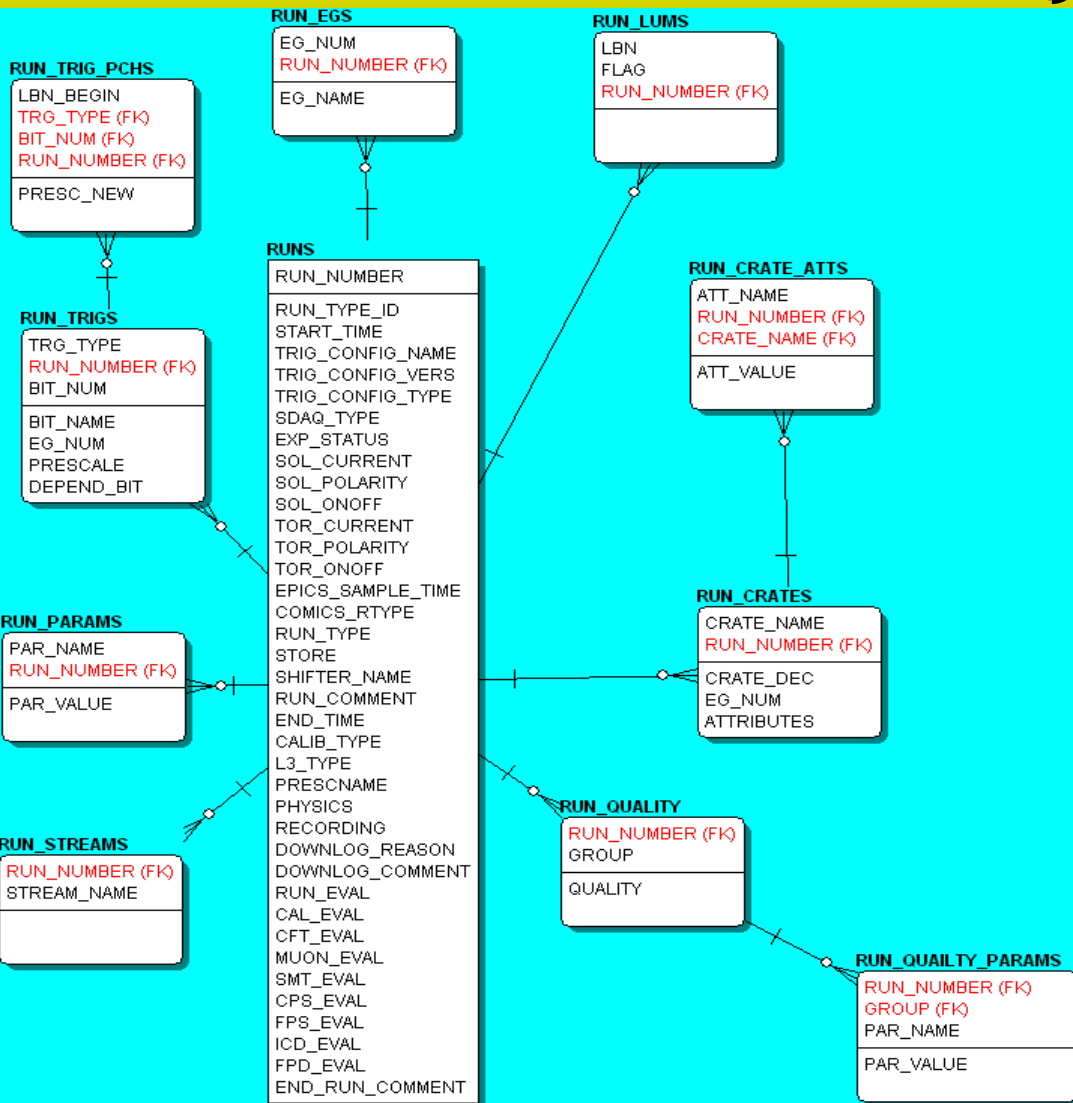 RUN_EGS
EG_NUM
RUN_NUMBER (FK)
EG_NAME
RUN_LUMS
LBN
FLAG
RUN_NUMBER (FK)
RUN_TRIG_PCHS
LBN_BEGIN
TRG_TYPE (FK)
BIT_NUM (FK)
RUN_NUMBER (FK)
PRESC_NEW
RUNS
RUN_NUMBER
RUN_TYPE_ID
START_TIME
TRIG_CONFIG_NAME
TRIG_CONFIG_VERS
TRIG_CONFIG_TYPE
SDAQ_TYPE
EXP_STATUS
SOL_CURRENT
SOL_POLARITY
SOL_ONOFF
TOR_CURRENT
TOR_POLARITY
TOR_ONOFF
EPICS_SAMPLE_TIME
COMICS_RTYPE
RUN_TYPE
STORE
SHIFTER_NAME
RUN_COMMENT
END_TIME
CALIB_TYPE
L3_TYPE
PRESCNAME
PHYSICS
RECORDING
DOWNLOG_REASON
DOWNLOG_COMMENT
RUN_EVAL
CAL_EVAL
CFT_EVAL
MUON_EVAL
SMT_EVAL
CPS_EVAL
FPS_EVAL
ICD_EVAL
FPD_EVAL
END_RUN_COMMENT
RUN_CRATE_ATTS
ATT_NAME
RUN_NUMBER (FK)
CRATE_NAME (FK)
ATT_VALUE
RUN_TRIGS
TRG_TYPE
RUN_NUMBER (FK)
BIT_NUM
BIT_NAME
EG_NUM
PRESCALE
DEPEND_BIT
RUN_CRATES
CRATE_NAME
RUN_NUMBER (FK)
CRATE_DEC
EG_NUM
ATTRIBUTES
RUN_PARAMS
PAR_NAME
RUN_NUMBER (FK)
PAR_VALUE
RUN_QUALITY
RUN_NUMBER (FK)
GROUP
QUALITY
RUN_STREAMS
RUN_NUMBER (FK)
STREAM_NAME
RUN_QUAILTY_PARAMS
RUN_NUMBER (FK)
GROUP (FK)
PAR_NAME
PAR_VALUE